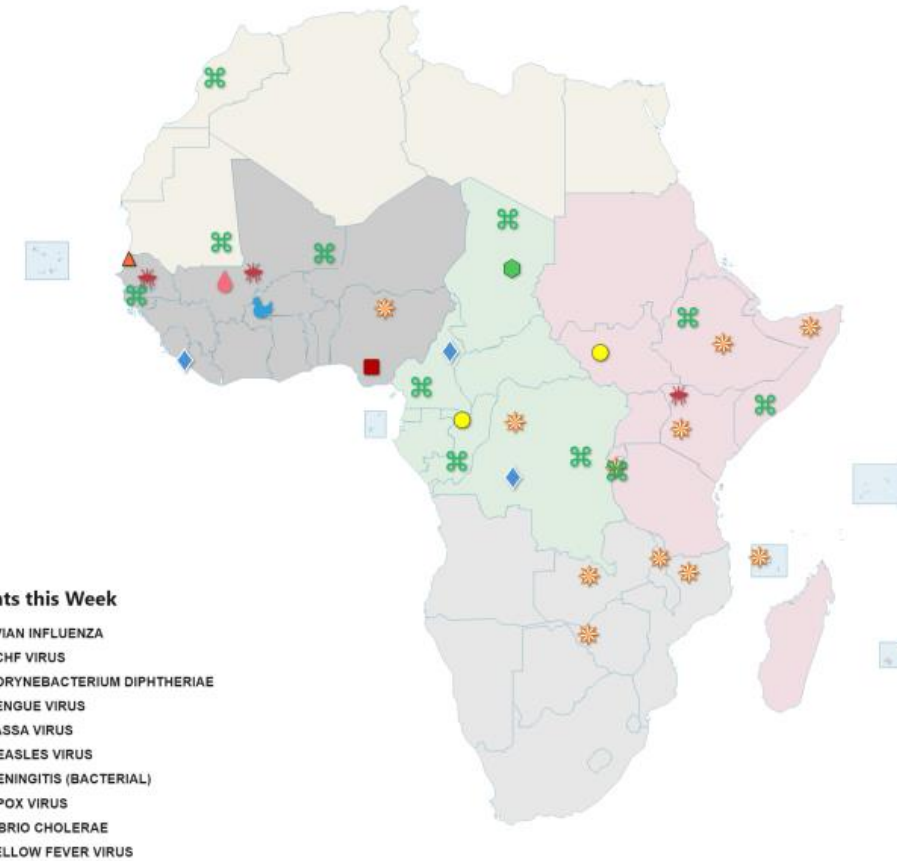 nts this Week
VIAN INFLUENZA
CHF VIRUS
ORYNEBACTERIUM DIPHTHERIAE
ENGUE VIRUS
ASSA VIRUS
EASLES VIRUS
ENINGITIS (BACTERIAL)
POX VIRUS
BRIO CHOLERAE
ELLOW FEVER VIRUS